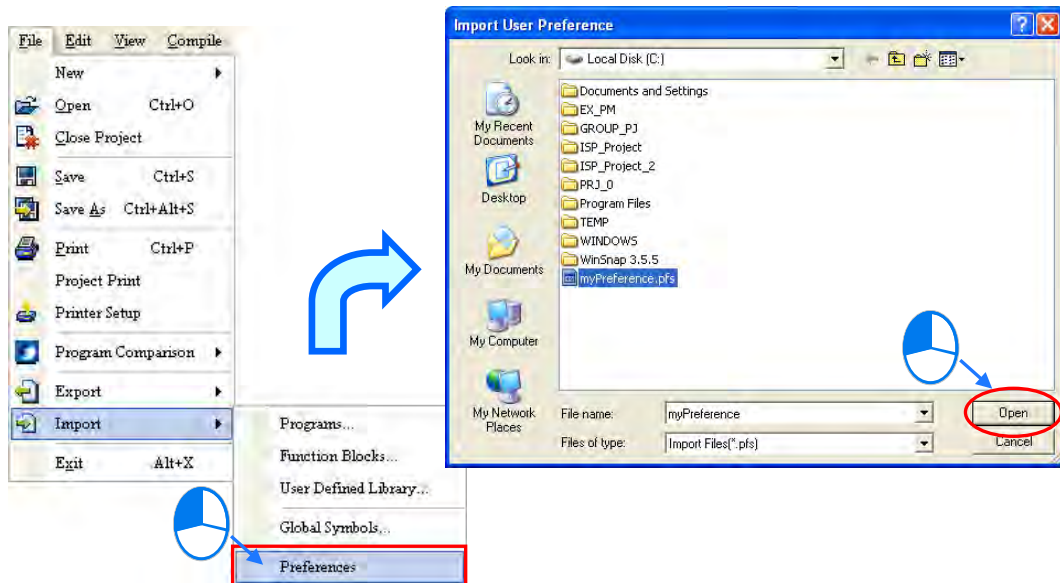 File Edit View Compile
New
Open Ctrl+O
Close Project
Save Ctrl+S
Save As Ctrl+Alt+S
Print Ctrl+P
Project Print
Printer Setup
Program Comparison
Export
Import
Exit Alt+X
Programs...
Function Blocks...
User Defined Library...
Global Symbols...
Preferences
Import User Preference
Look in: Local Disk (C:)
My Recent Documents
Desktop
My Documents
My Computer
My Network Places
Documents and Settings
EX_PM
GROUP_PJ
ISP_Project
ISP_Project_2
PRJ_0
Program Files
TEMP
WINDOWS
WinSnap 3.5.5
myPreference.pfs
File name: myPreference Open
Files of type: Import Files(*.pfs) Cancel